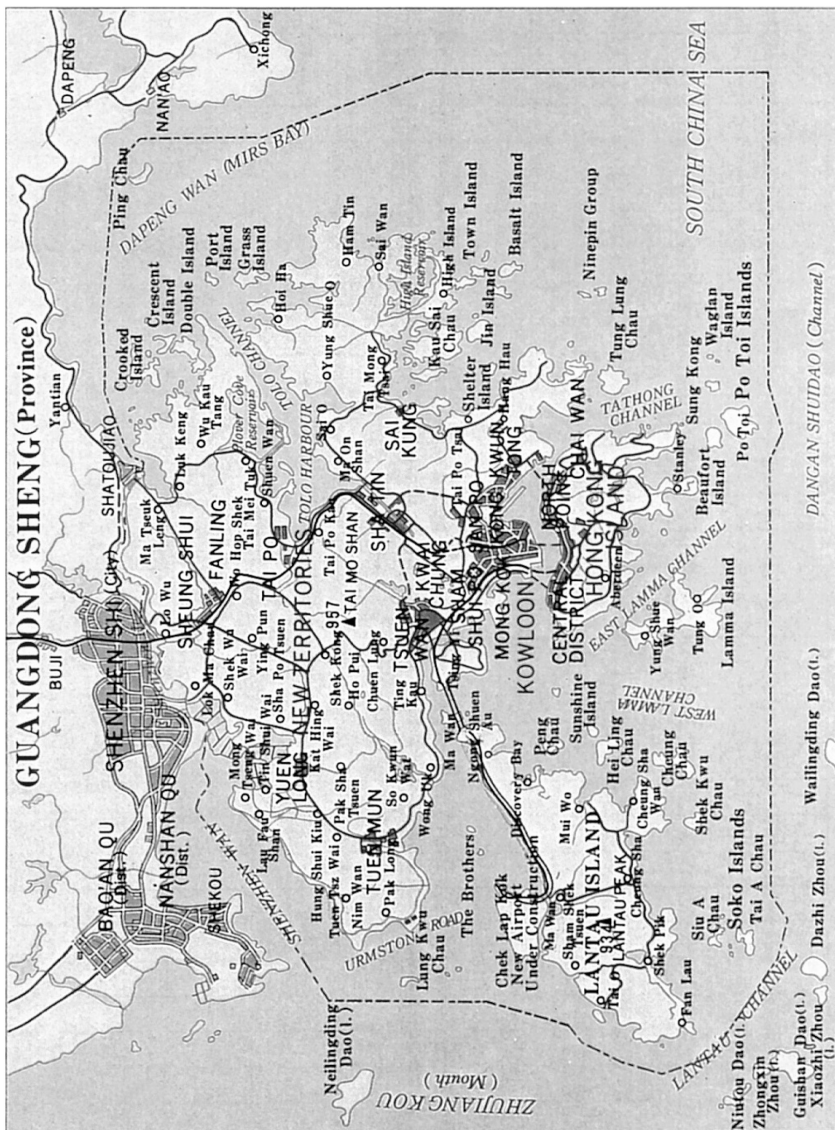 GUANGDONG SHENG (Province)
DAPENG
NAN'AO
Xichong
Ping Chau
DAPENG WAN (MIRS BAY)
Yantian
SHATOUJIAO
BUJI
SHENZHEN SHI (City)
BAO'AN QU
(Dist.)
NANSHAN QU
(Dist.)
SHEKOU
SHENZHEN WAN
Crooked
Island
Crescent
Island
Double Island
Port
Island
Grass
Island
Hoi Ha
Ham Tin
Sai Wan
High Island
Reservoir
High Island
Town Island
Basalt Island
Ninepin Group
SOUTH CHINA SEA
TOLO CHANNEL
Wu Kau
Tang
Luk Keng
Plover Cove
Reservoir
Shuen Wan
Tai Mei Tuk
Ma Tseuk
Leng
Wo Hop Shek
FANLING
SHEUNG SHUI
Lo Wu
Lok Ma Chau
TAI PO
TOLO HARBOUR
Yung Shue O
Tai Mong
Tsai
Sai O
Ma On
Shan
SAI
KUNG
Kau Sai
Chau
Jin Island
Shelter
Island
Hang Hau
Tai Po Tsai
Tai Po Kau
SHA TIN
TAI MO SHAN
957
NEW TERRITORIES
Shek Wu
Wai
Ying Pun
Sha Po Tsuen
Shek Kong
Ho Pui
Chuen Lung
Kat Hing
Wai
Mong
Tseng Wai
Tin Shui Wai
YUEN
LONG
Lau Fau
Shan
Hung Shui Kiu
Pak Sha
Tsuen
Tuen Tsz Wai
Nim Wan
TUEN MUN
Pak Long
So Kwun
Wat
Wong Uk
Ting
Kau
TSUEN
WAN
KWAI
CHUNG
Tsing Yi
SHAM
SHUI PO
SAN PO
KONG
KWUN
TONG
MONG KOK
KOWLOON
NORTH
POINT
CHAI WAN
CENTRAL
DISTRICT
HONG KONG
ISLAND
Aberdeen
Stanley
TATHONG
CHANNEL
Tung Lung
Chau
Sung Kong
Waglan
Island
Beaufort
Island
Po Toi
Po Toi Islands
EAST LAMMA CHANNEL
Yung Shue
Wan
Tung O
Lamma Island
WEST LAMMA
CHANNEL
Ma Wan
Ngong Shuen
Au
Discovery Bay
Peng
Chau
Sunshine
Island
Hei Ling
Chau
Mui Wo
Chung Sha
Wan
Cheung
Chau
Cheung Sha
Shek Kwu
Chau
URMSTON ROAD
Lung Kwu
Chau
The Brothers
Chek Lap Kok
New Airport
Under Construction
Ma Wan
Sham Shek
Tsuen
LANTAU ISLAND
LANTAU PEAK
934
Tai O
Shek Pik
Fan Lau
Siu A
Chau
Soko Islands
Tai A Chau
LANTAU CHANNEL
Neilingding
Dao(I.)
ZHUJIANG KOU
(Mouth)
Niutou Dao(I.)
Zhongxin
Zhou(I.)
Guishan Dao(I.)
Xiaozhi Zhou
(I.)
Dazhi Zhou(I.)
Wailingding Dao(I.)
DANGAN SHUIDAO (Channel)